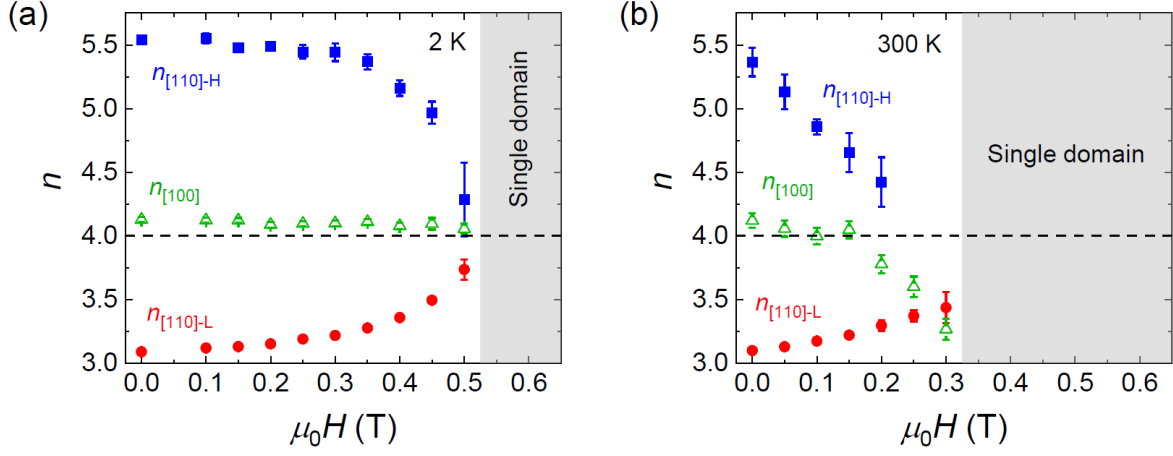 (a)
2 K
n[110]-H
n[100]
n[110]-L
Single domain
n
5.5
5.0
4.5
4.0
3.5
3.0
0.0 0.1 0.2 0.3 0.4 0.5 0.6
μ0H (T)
(b)
300 K
n[110]-H
n[100]
n[110]-L
Single domain
n
5.5
5.0
4.5
4.0
3.5
3.0
0.0 0.1 0.2 0.3 0.4 0.5 0.6
μ0H (T)